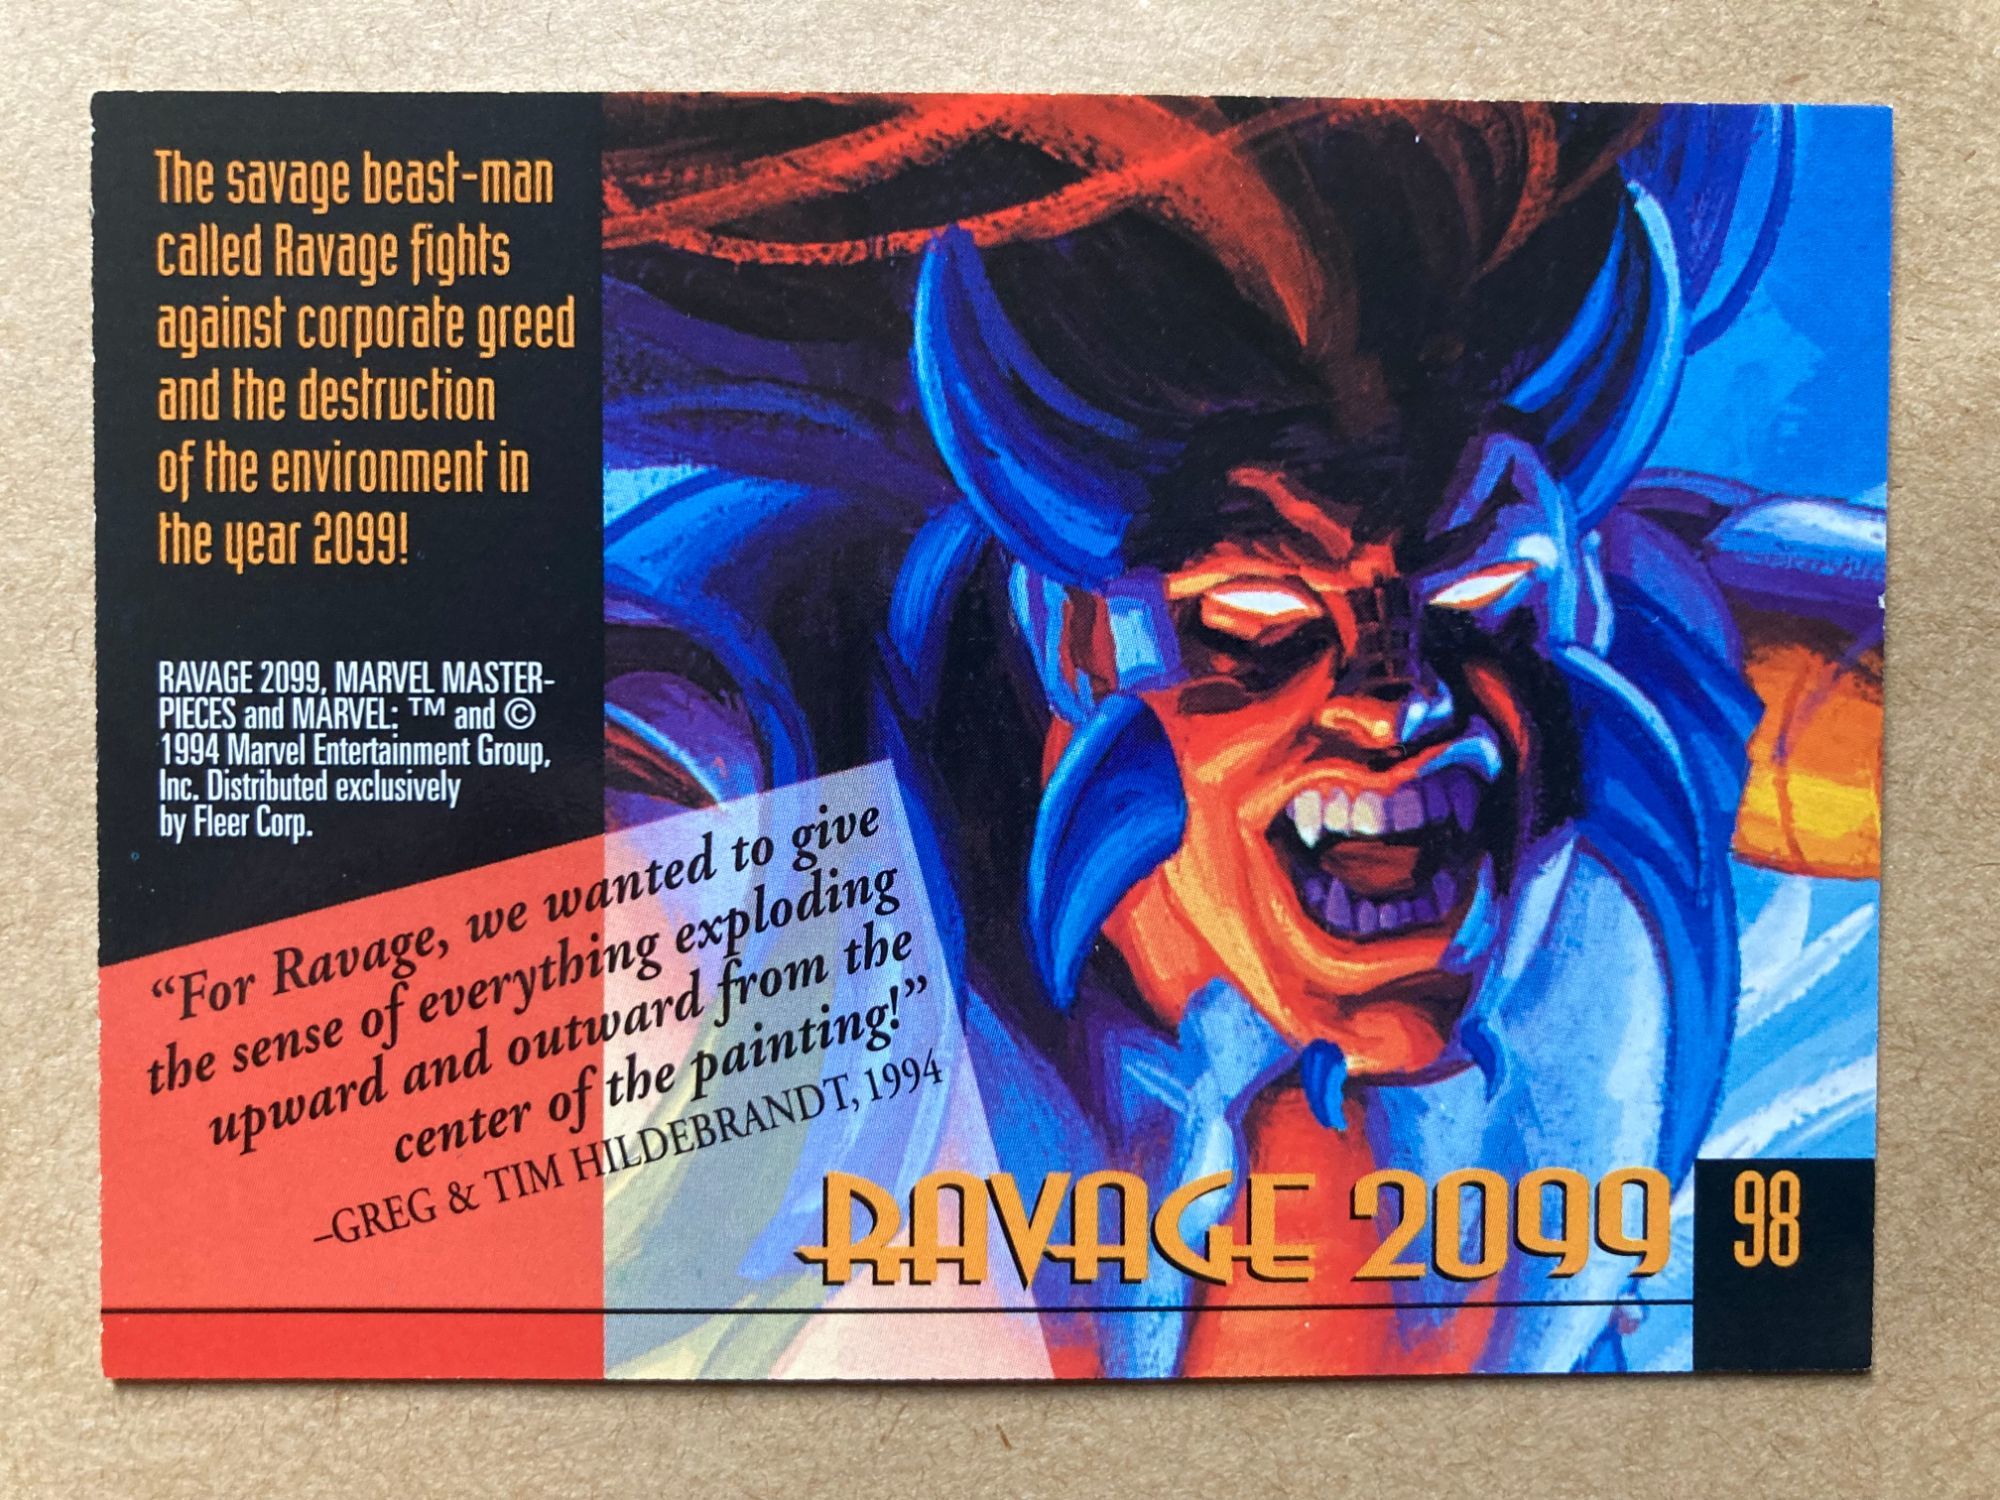 The savage beast-man
called Ravage fights
against corporate greed
and the destruction
of the environment in
the year 2099!
RAVAGE 2099, MARVEL MASTER-
PIECES and MARVEL: ™ and ©
1994 Marvel Entertainment Group,
Inc. Distributed exclusively
by Fleer Corp.
“For Ravage, we wanted to give
the sense of everything exploding
upward and outward from the
center of the painting!”
–GREG & TIM HILDEBRANDT, 1994
RAVAGE 2099
98